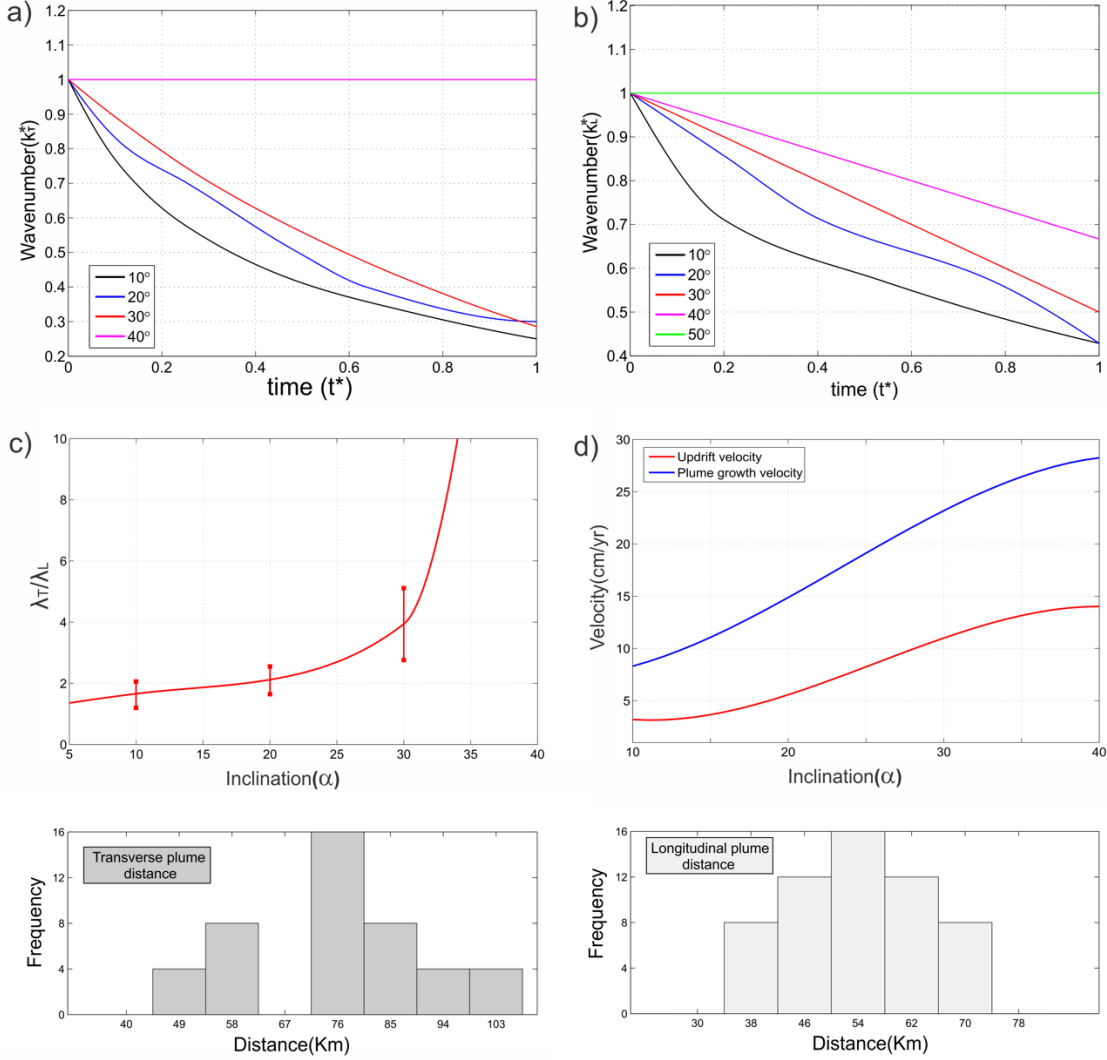 a)
Wavenumber(k*T)
1.2
1.1
1
0.9
0.8
0.7
0.6
0.5
0.4
0.3
0.2
10°
20°
30°
40°
0 0.2 0.4 0.6 0.8 1
time (t*)
b)
Wavenumber(k*L)
1.2
1.1
1
0.9
0.8
0.7
0.6
0.5
0.4
10°
20°
30°
40°
50°
0 0.2 0.4 0.6 0.8 1
time (t*)
c)
λT/λL
10
8
6
4
2
0
5 10 15 20 25 30 35 40
Inclination(α)
d)
Velocity(cm/yr)
30
25
20
15
10
5
Updrift velocity
Plume growth velocity
10 20 30 40
Inclination(α)
Frequency
16
12
8
4
0
Transverse plume
distance
40 49 58 67 76 85 94 103
Distance(Km)
Frequency
16
12
8
4
0
Longitudinal plume
distance
30 38 46 54 62 70 78
Distance(Km)